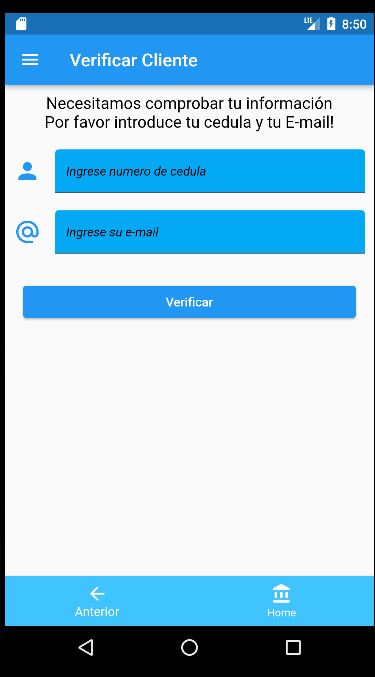 LTE 8:50
Verificar Cliente
Necesitamos comprobar tu información
Por favor introduce tu cedula y tu E-mail!
Ingrese numero de cedula
Ingrese su e-mail
Verificar
Anterior
Home